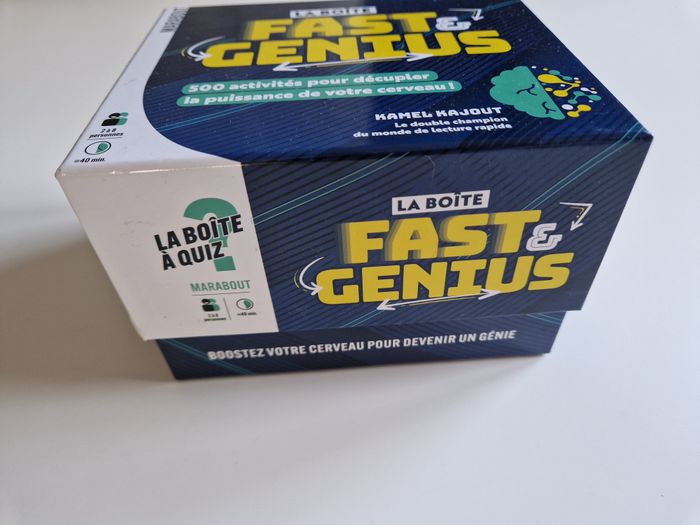 MARABOUT
LA BOÎTE
FAST &
GENIUS
500 activités pour décupler
la puissance de votre cerveau !
KAMEL KAJOUT
Le double champion
du monde de lecture rapide
2 à 8
personnes
≈40 min.
LA BOÎTE
À QUIZ
?
MARABOUT
2 à 8
personnes
≈40 min.
LA BOÎTE
FAST &
GENIUS
BOOSTEZ VOTRE CERVEAU POUR DEVENIR UN GÉNIE